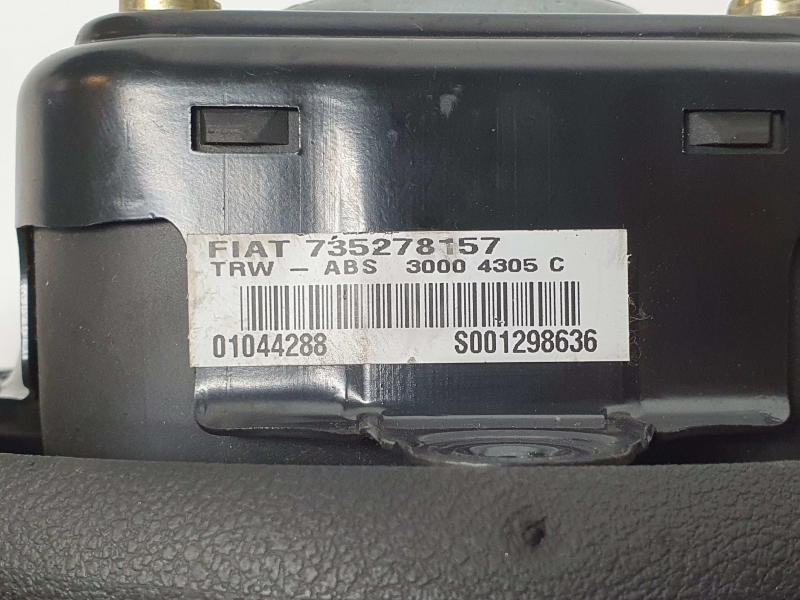 FIAT 735278157
TRW - ABS 3000 4305 C
01044288 S001298636